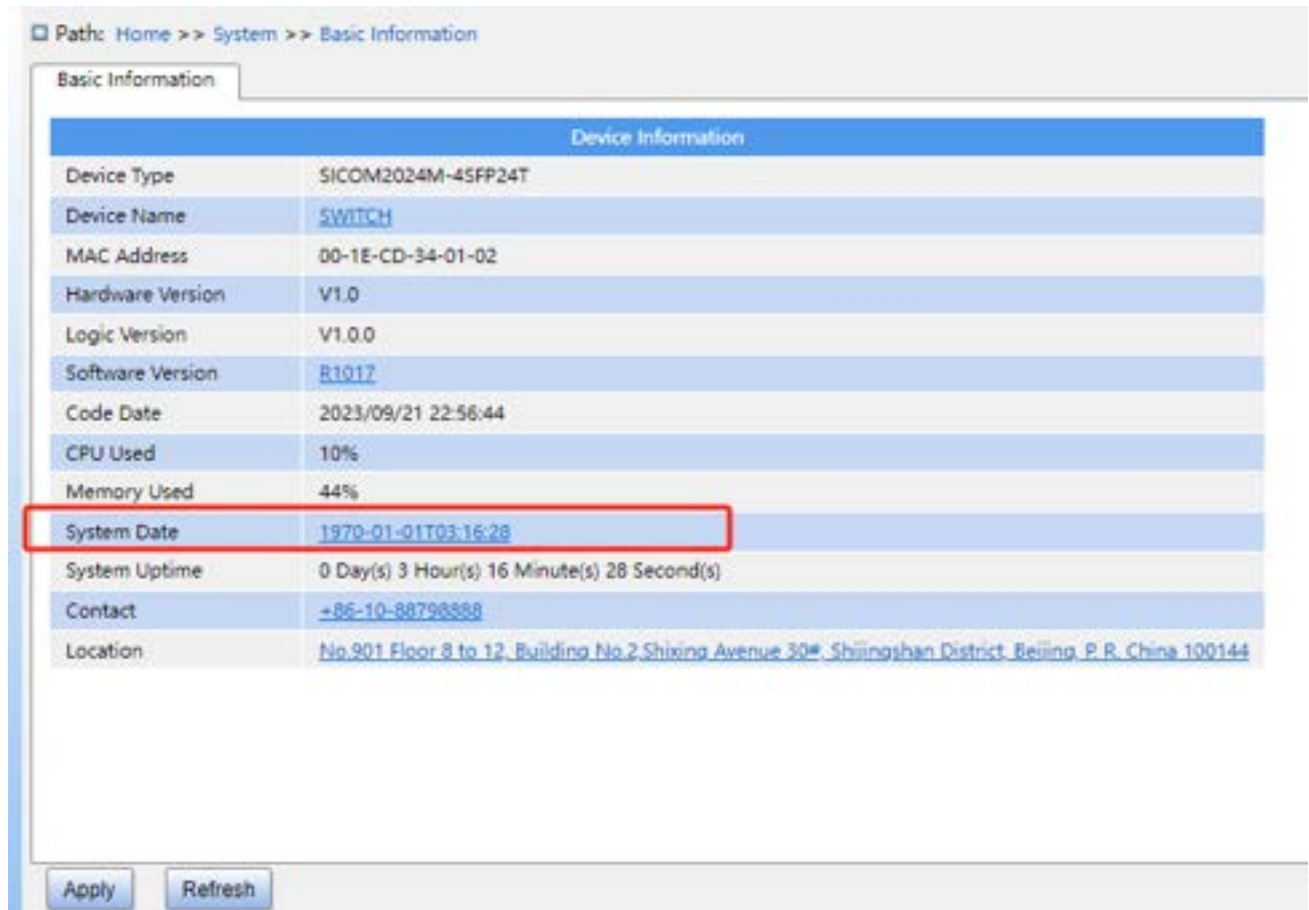 Path: Home >> System >> Basic Information
Basic Information
Device Information
Device Type SICOM2024M-4SFP24T
Device Name SWITCH
MAC Address 00-1E-CD-34-01-02
Hardware Version V1.0
Logic Version V1.0.0
Software Version R1017
Code Date 2023/09/21 22:56:44
CPU Used 10%
Memory Used 44%
System Date 1970-01-01T03:16:28
System Uptime 0 Day(s) 3 Hour(s) 16 Minute(s) 28 Second(s)
Contact +86-10-88798888
Location No.901 Floor 8 to 12, Building No.2,Shixing Avenue 30#, Shijingshan District, Beijing, P. R. China 100144
Apply Refresh